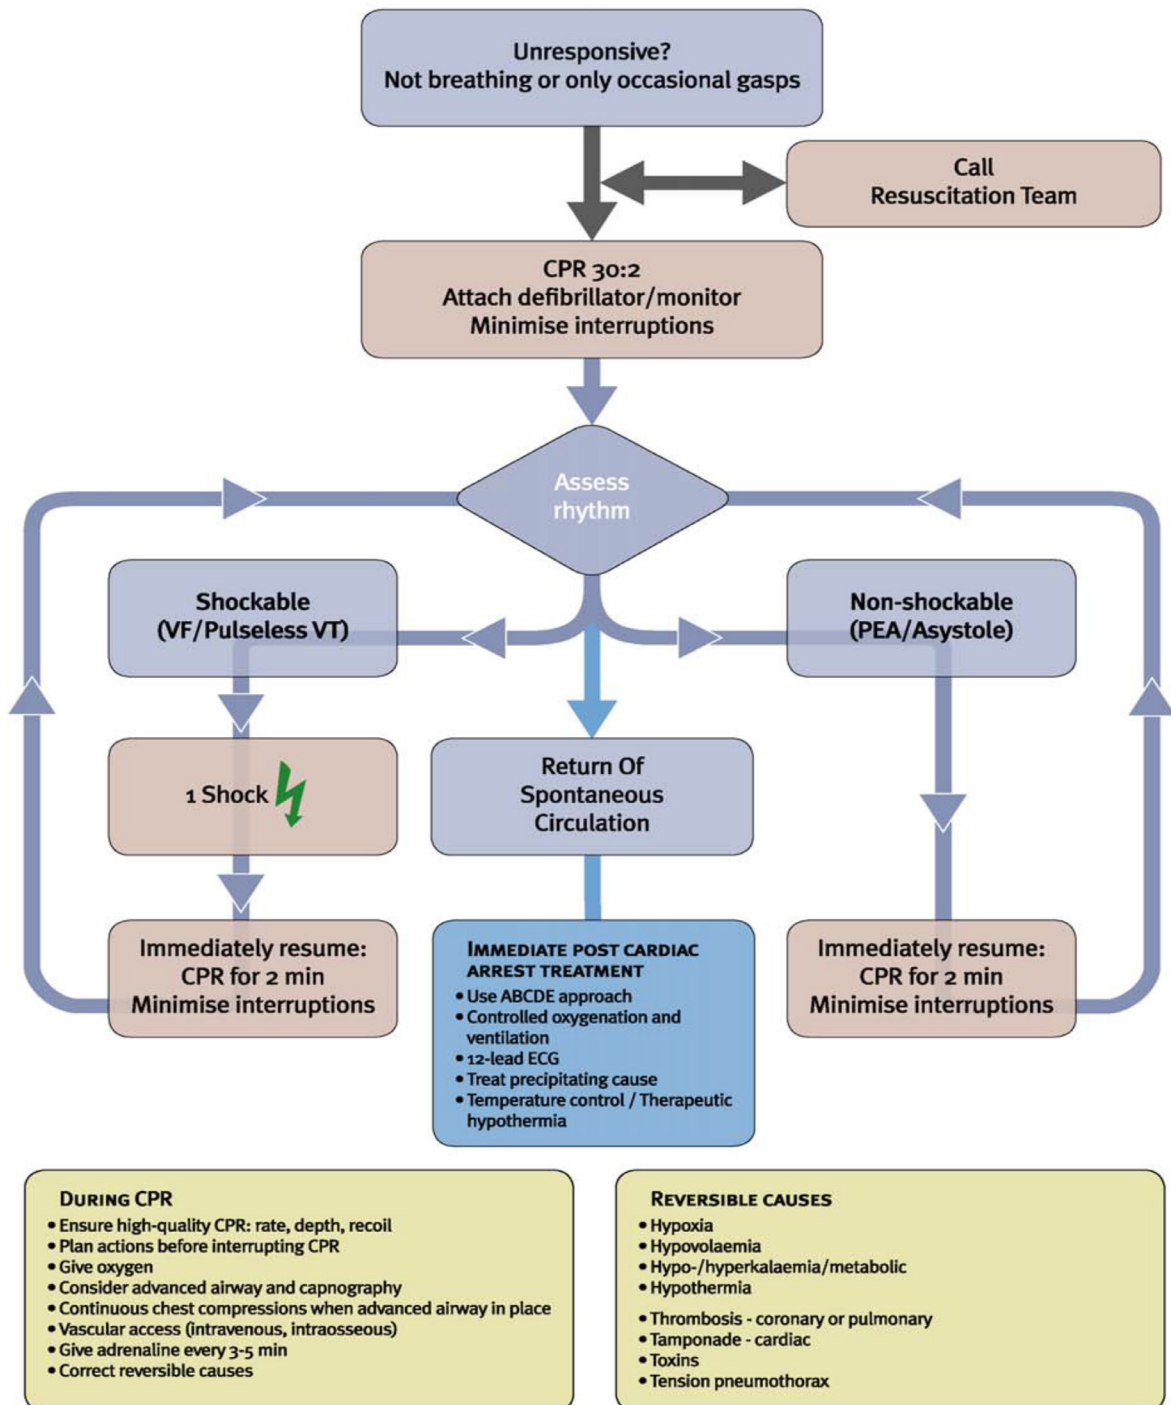 Unresponsive?
Not breathing or only occasional gasps
Call
Resuscitation Team
CPR 30:2
Attach defibrillator/monitor
Minimise interruptions
Assess
rhythm
Shockable
(VF/Pulseless VT)
Non-shockable
(PEA/Asystole)
1 Shock
Return Of
Spontaneous
Circulation
Immediately resume:
CPR for 2 min
Minimise interruptions
IMMEDIATE POST CARDIAC
ARREST TREATMENT
• Use ABCDE approach
• Controlled oxygenation and
ventilation
• 12-lead ECG
• Treat precipitating cause
• Temperature control / Therapeutic
hypothermia
Immediately resume:
CPR for 2 min
Minimise interruptions
DURING CPR
• Ensure high-quality CPR: rate, depth, recoil
• Plan actions before interrupting CPR
• Give oxygen
• Consider advanced airway and capnography
• Continuous chest compressions when advanced airway in place
• Vascular access (intravenous, intraosseous)
• Give adrenaline every 3-5 min
• Correct reversible causes
REVERSIBLE CAUSES
• Hypoxia
• Hypovolaemia
• Hypo-/hyperkalaemia/metabolic
• Hypothermia
• Thrombosis - coronary or pulmonary
• Tamponade - cardiac
• Toxins
• Tension pneumothorax